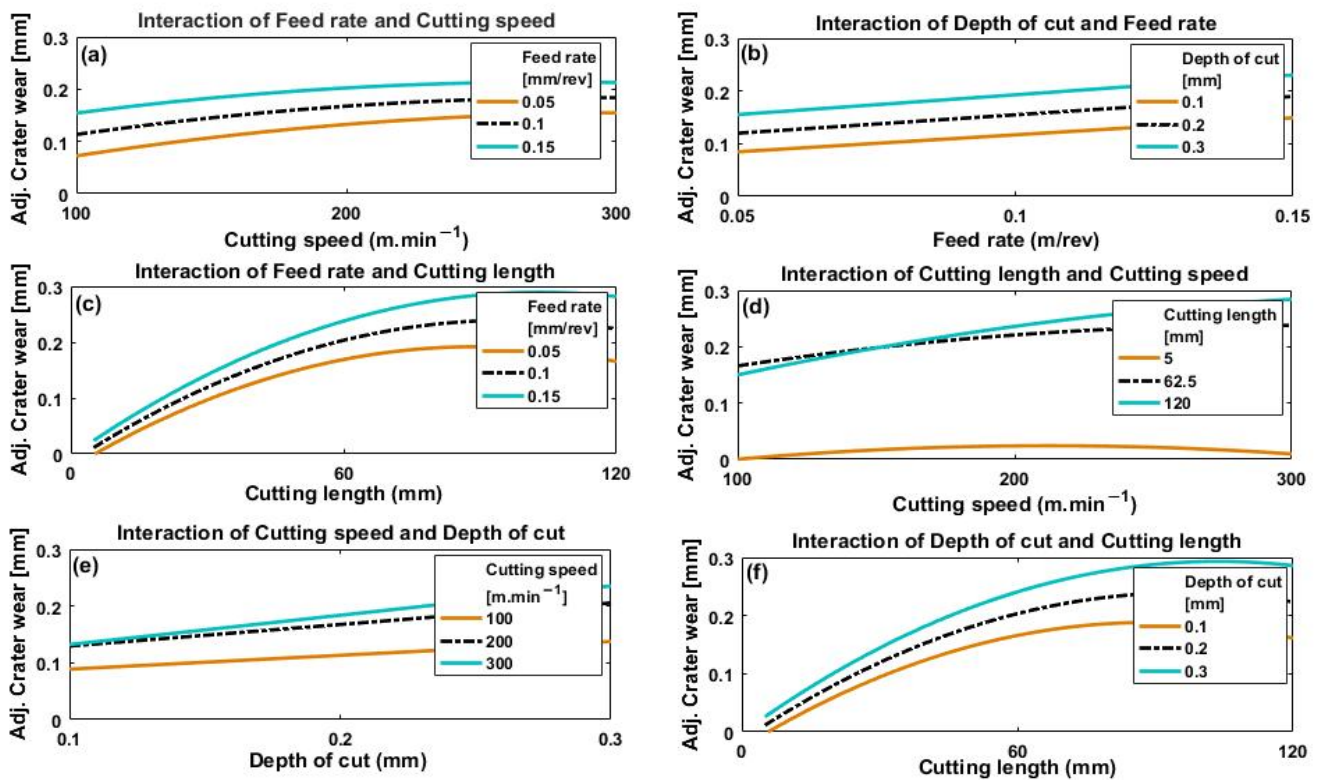 Interaction of Feed rate and Cutting speed
Adj. Crater wear [mm]
(a)
0.3
0.2
0.1
0
100
200
300
Feed rate
[mm/rev]
0.05
0.1
0.15
Cutting speed (m.min⁻¹)
Interaction of Depth of cut and Feed rate
Adj. Crater wear [mm]
(b)
0.3
0.2
0.1
0
0.05
0.1
0.15
Depth of cut
[mm]
0.1
0.2
0.3
Feed rate (m/rev)
Interaction of Feed rate and Cutting length
Adj. Crater wear [mm]
(c)
0.3
0.2
0.1
0
0
60
120
Feed rate
[mm/rev]
0.05
0.1
0.15
Cutting length (mm)
Interaction of Cutting length and Cutting speed
Adj. Crater wear [mm]
(d)
0.3
0.2
0.1
0
100
200
300
Cutting length
[mm]
5
62.5
120
Cutting speed (m.min⁻¹)
Interaction of Cutting speed and Depth of cut
Adj. Crater wear [mm]
(e)
0.3
0.2
0.1
0
0.1
0.2
0.3
Cutting speed
[m.min⁻¹]
100
200
300
Depth of cut (mm)
Interaction of Depth of cut and Cutting length
Adj. Crater wear [mm]
(f)
0.3
0.2
0.1
0
0
60
120
Depth of cut
[mm]
0.1
0.2
0.3
Cutting length (mm)